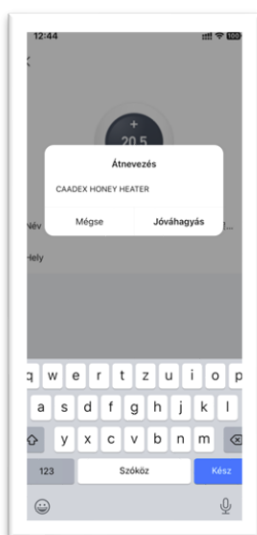 12:44
100
+
20.5
Átnevezés
CAADEX HONEY HEATER
Mégse Jóváhagyás
Név
Hely
q w e r t z u i o p
a s d f g h j k l
y x c v b n m
123 Szóköz Kész